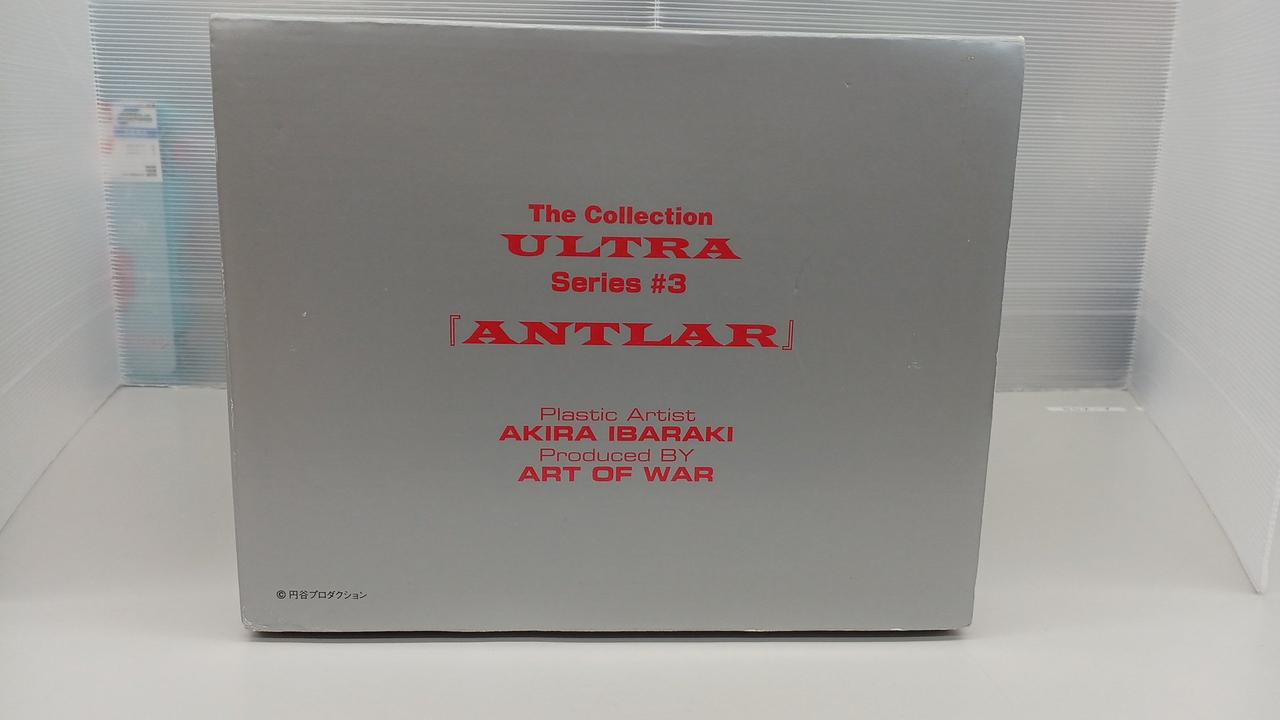 The Collection
ULTRA
Series #3
『ANTLAR』
Plastic Artist
AKIRA IBARAKI
Produced BY
ART OF WAR
© 円谷プロダクション